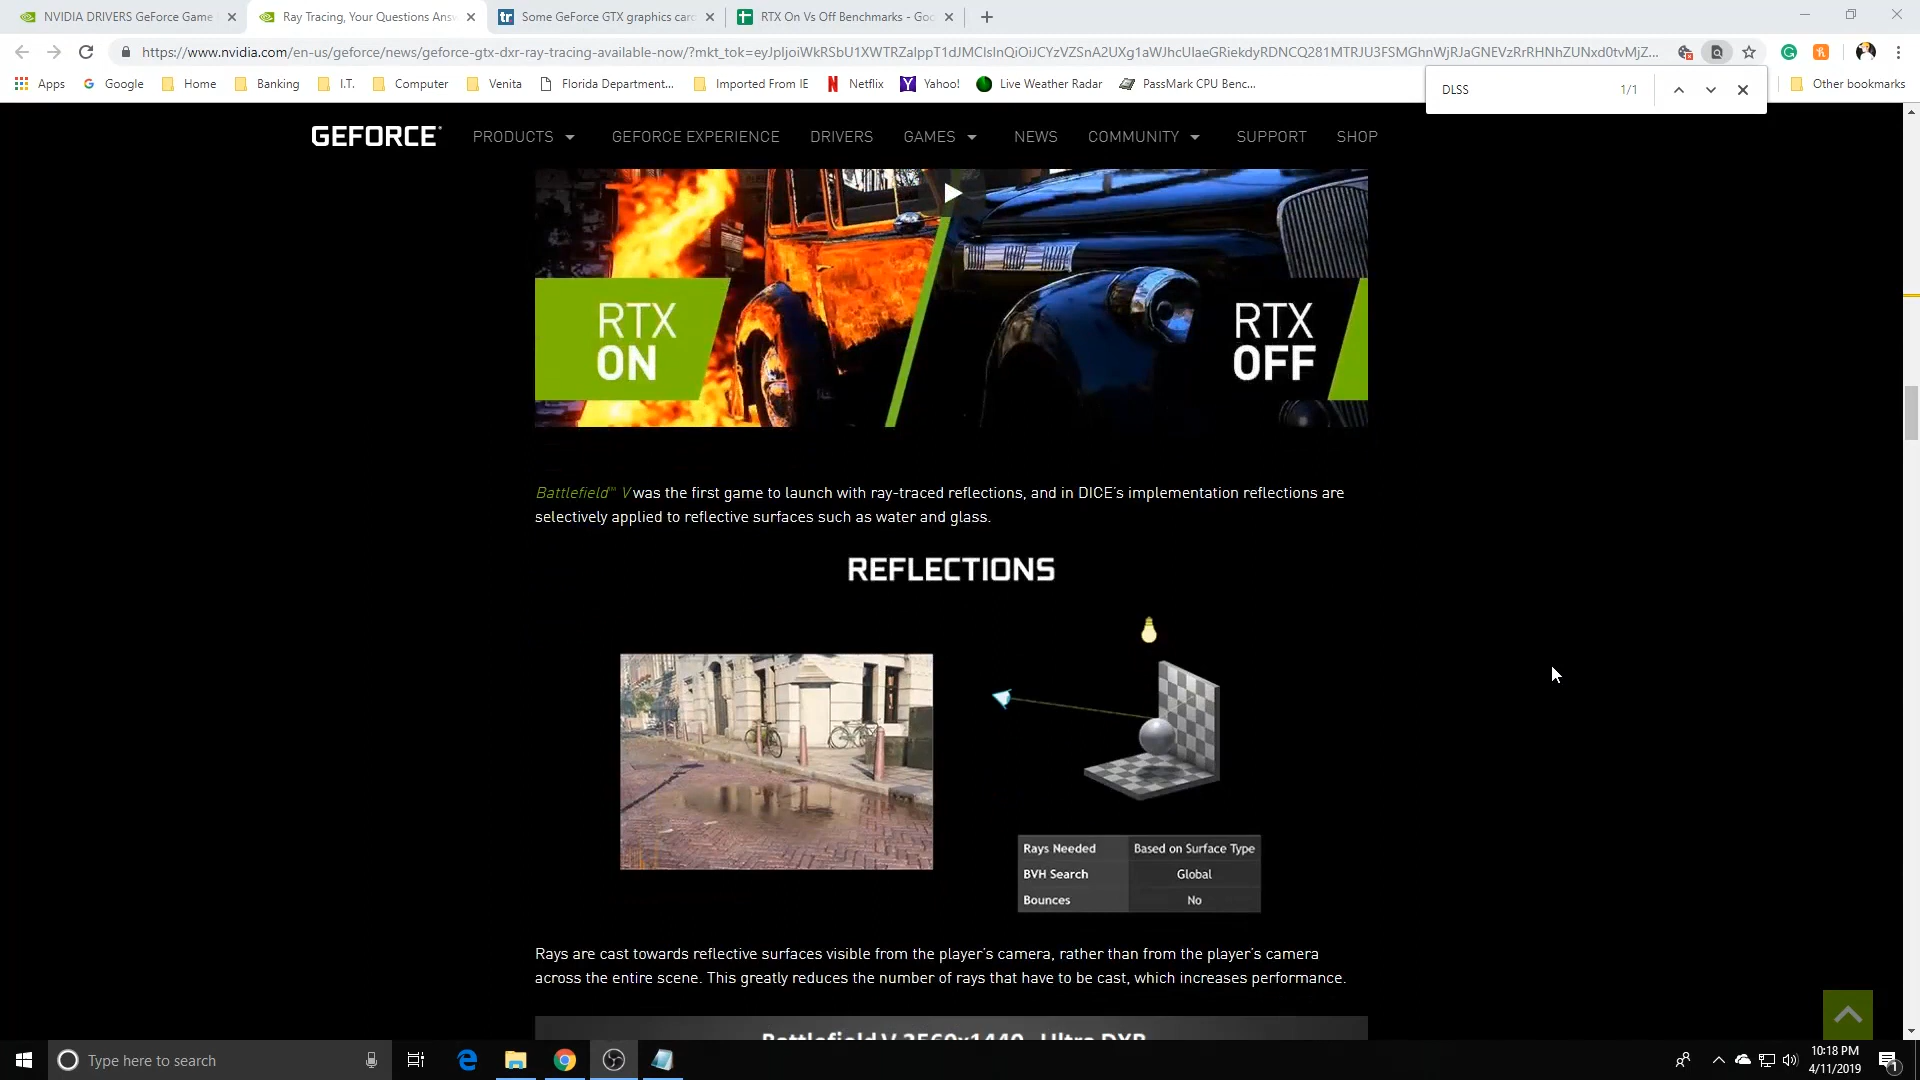 NVIDIA DRIVERS GeForce Game
Ray Tracing, Your Questions Answ
Some GeForce GTX graphics card
RTX On Vs Off Benchmarks - Goo
https://www.nvidia.com/en-us/geforce/news/geforce-gtx-dxr-ray-tracing-available-now/?mkt_tok=
Apps
Google
Home
Banking
I.T.
Computer
Venita
Florida Department...
Imported From IE
Netflix
Yahoo!
Live Weather Radar
PassMark CPU Benc...
Other bookmarks
DLSS 1/1
GEFORCE
PRODUCTS
GEFORCE EXPERIENCE
DRIVERS
GAMES
NEWS
COMMUNITY
SUPPORT
SHOP
RTX
ON
RTX
OFF
Battlefield™ V was the first game to launch with ray-traced reflections, and in DICE's implementation reflections are
selectively applied to reflective surfaces such as water and glass.
REFLECTIONS
Rays Needed Based on Surface Type
BVH Search Global
Bounces No
Rays are cast towards reflective surfaces visible from the player's camera, rather than from the player's camera
across the entire scene. This greatly reduces the number of rays that have to be cast, which increases performance.
Battlefield V 2560x1440 - Ultra DXR
Type here to search
10:18 PM
4/11/2019
1